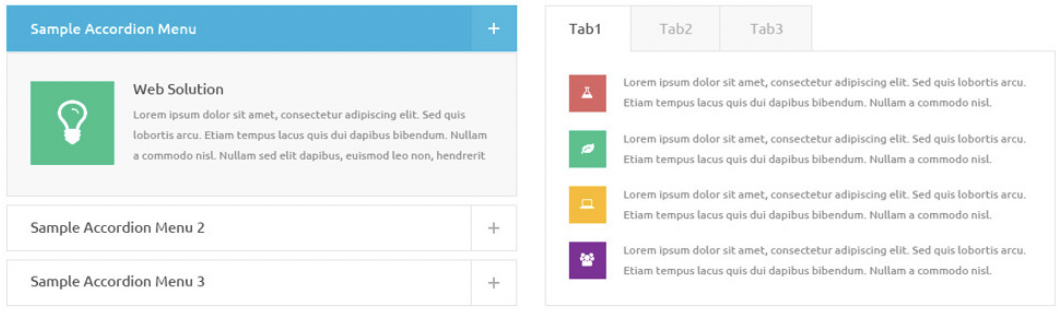 Sample Accordion Menu
+
Web Solution
Lorem ipsum dolor sit amet, consectetur adipiscing elit. Sed quis
lobortis arcu. Etiam tempus lacus quis dui dapibus bibendum. Nullam
a commodo nisl. Nullam sed elit dapibus, euismod leo non, hendrerit
Sample Accordion Menu 2
+
Sample Accordion Menu 3
+
Tab1
Tab2
Tab3
Lorem ipsum dolor sit amet, consectetur adipiscing elit. Sed quis lobortis arcu.
Etiam tempus lacus quis dui dapibus bibendum. Nullam a commodo nisl.
Lorem ipsum dolor sit amet, consectetur adipiscing elit. Sed quis lobortis arcu.
Etiam tempus lacus quis dui dapibus bibendum. Nullam a commodo nisl.
Lorem ipsum dolor sit amet, consectetur adipiscing elit. Sed quis lobortis arcu.
Etiam tempus lacus quis dui dapibus bibendum. Nullam a commodo nisl.
Lorem ipsum dolor sit amet, consectetur adipiscing elit. Sed quis lobortis arcu.
Etiam tempus lacus quis dui dapibus bibendum. Nullam a commodo nisl.